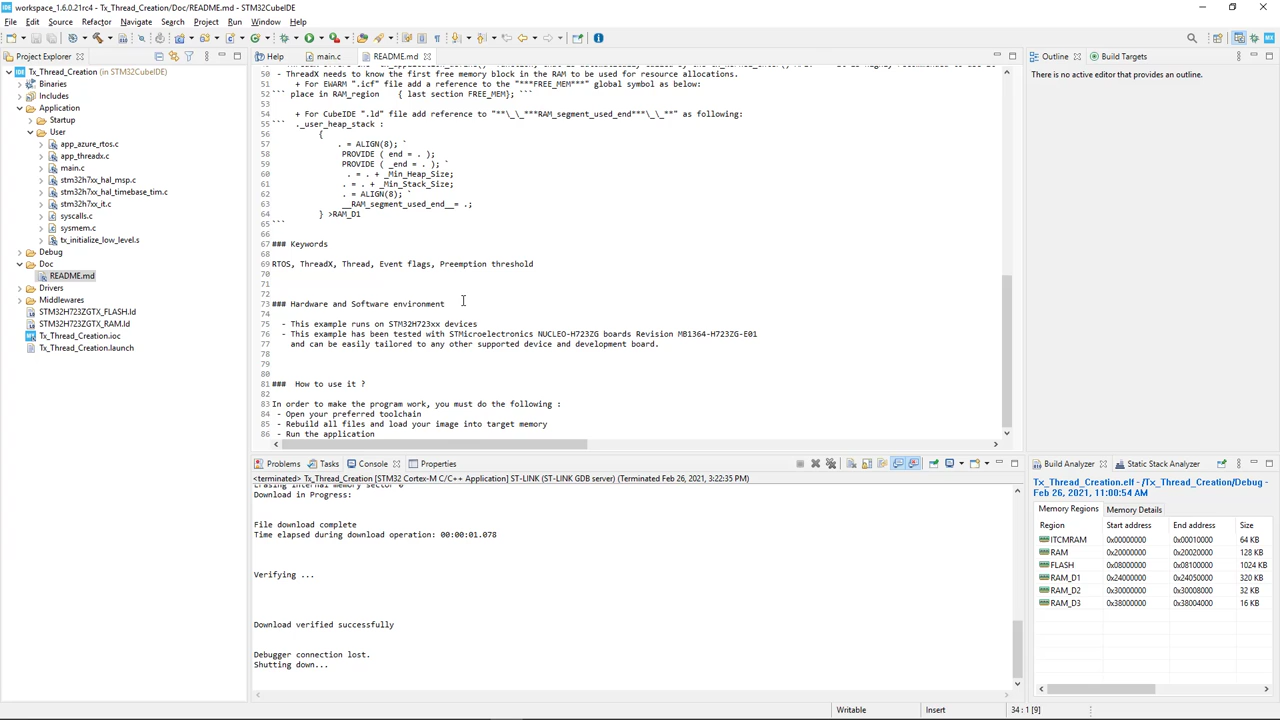 workspace_1.6.0.21rc4 - Tx_Thread_Creation/Doc/README.md - STM32CubeIDE
File Edit Source Refactor Navigate Search Project Run Window Help
Project Explorer
Tx_Thread_Creation (in STM32CubeIDE)
Binaries
Includes
Application
Startup
User
app_azure_rtos.c
app_threadx.c
main.c
stm32h7xx_hal_msp.c
stm32h7xx_hal_timebase_tim.c
stm32h7xx_it.c
syscalls.c
sysmem.c
tx_initialize_low_level.s
Debug
Doc
README.md
Drivers
Middlewares
STM32H723ZGTX_FLASH.ld
STM32H723ZGTX_RAM.ld
Tx_Thread_Creation.ioc
Tx_Thread_Creation.launch
Help main.c README.md
50 - ThreadX needs to know the first free memory block in the RAM to be used for resource allocations.
51 + For EWARM ".icf" file add a reference to the "***FREE_MEM***" global symbol as below:
52 ``` place in RAM_region { last section FREE_MEM}; ```
53
54 + For CubeIDE ".ld" file add reference to "**\_\_***RAM_segment_used_end***\_\_**" as following:
55 ``` ._user_heap_stack :
56 {
57 . = ALIGN(8); `
58 PROVIDE ( end = . );
59 PROVIDE ( _end = . ); `
60 . = . + _Min_Heap_Size;
61 . = . + _Min_Stack_Size;
62 . = ALIGN(8); `
63 __RAM_segment_used_end__= .;
64 } >RAM_D1
65 ```
66
67 ### Keywords
68
69 RTOS, ThreadX, Thread, Event flags, Preemption threshold
70
71
72
73 ### Hardware and Software environment
74
75 - This example runs on STM32H723xx devices
76 - This example has been tested with STMicroelectronics NUCLEO-H723ZG boards Revision MB1364-H723ZG-E01
77 and can be easily tailored to any other supported device and development board.
78
79
80
81 ### How to use it ?
82
83 In order to make the program work, you must do the following :
84 - Open your preferred toolchain
85 - Rebuild all files and load your image into target memory
86 - Run the application
Outline Build Targets
There is no active editor that provides an outline.
Problems Tasks Console Properties
<terminated> Tx_Thread_Creation [STM32 Cortex-M C/C++ Application] ST-LINK (ST-LINK GDB server) (Terminated Feb 26, 2021, 3:22:35 PM)
Download in Progress:
File download complete
Time elapsed during download operation: 00:00:01.078
Verifying ...
Download verified successfully
Debugger connection lost.
Shutting down...
Build Analyzer Static Stack Analyzer
Tx_Thread_Creation.elf - /Tx_Thread_Creation/Debug -
Feb 26, 2021, 11:00:54 AM
Memory Regions Memory Details
Region Start address End address Size
ITCMRAM 0x00000000 0x00010000 64 KB
RAM 0x20000000 0x20020000 128 KB
FLASH 0x08000000 0x08100000 1024 KB
RAM_D1 0x24000000 0x24050000 320 KB
RAM_D2 0x30000000 0x30008000 32 KB
RAM_D3 0x38000000 0x38004000 16 KB
Writable Insert 34 : 1 [9]